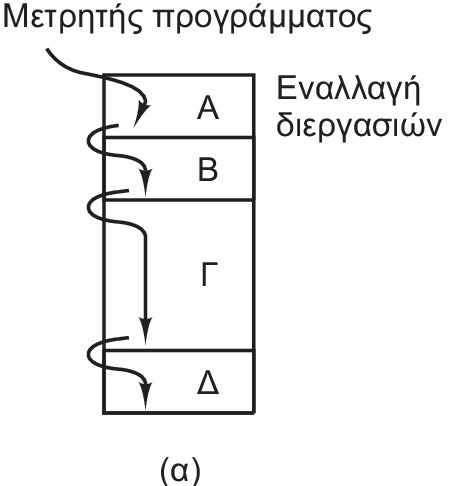 Μετρητής προγράμματος
Εναλλαγή
διεργασιών
Α
Β
Γ
Δ
(α)